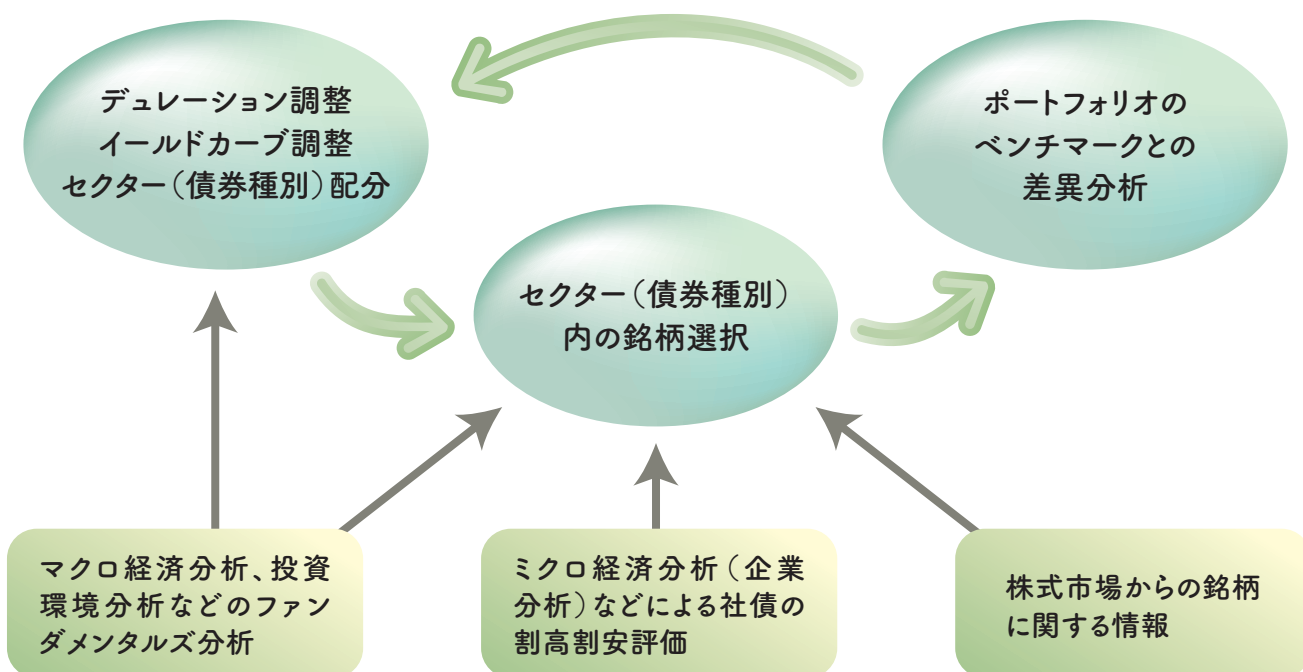 デュレーション調整
イールドカーブ調整
セクター（債券種別）配分
ポートフォリオの
ベンチマークとの
差異分析
セクター（債券種別）
内の銘柄選択
マクロ経済分析、投資
環境分析などのファン
ダメンタルズ分析
ミクロ経済分析（企業
分析）などによる社債の
割高割安評価
株式市場からの銘柄
に関する情報